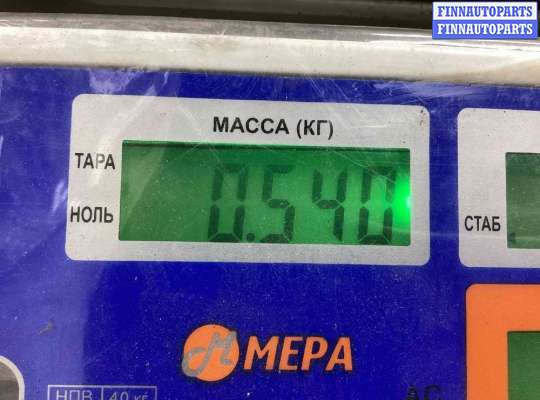 FINNAUTOPARTS
FINNAUTOPARTS
МАССА (КГ)
ТАРА
0.540
НОЛЬ
СТАБ
М МЕРА
НПВ 40 кг